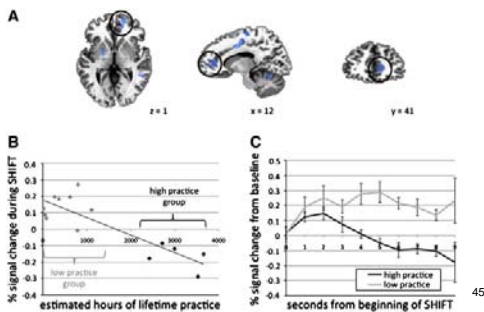 A
z = 1
x = 12
y = 41
B
% signal change during SHIFT
0.4
0.3
0.2
0.1
0
-0.1
-0.2
-0.3
-0.4
0
1000
2000
3000
4000
high practice
group
low practice
group
estimated hours of lifetime practice
C
% signal change from baseline
0.5
0.4
0.3
0.2
0.1
0
-0.1
-0.2
-0.3
-0.4
0 1 2 3 4 5
high practice
low practice
seconds from beginning of SHIFT
45